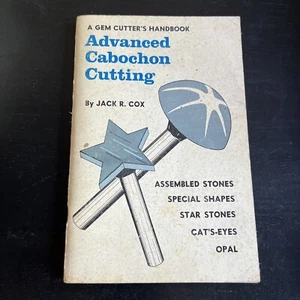 A GEM CUTTER'S HANDBOOK
Advanced
Cabochon
Cutting
By JACK R. COX
ASSEMBLED STONES
SPECIAL SHAPES
STAR STONES
CAT'S-EYES
OPAL